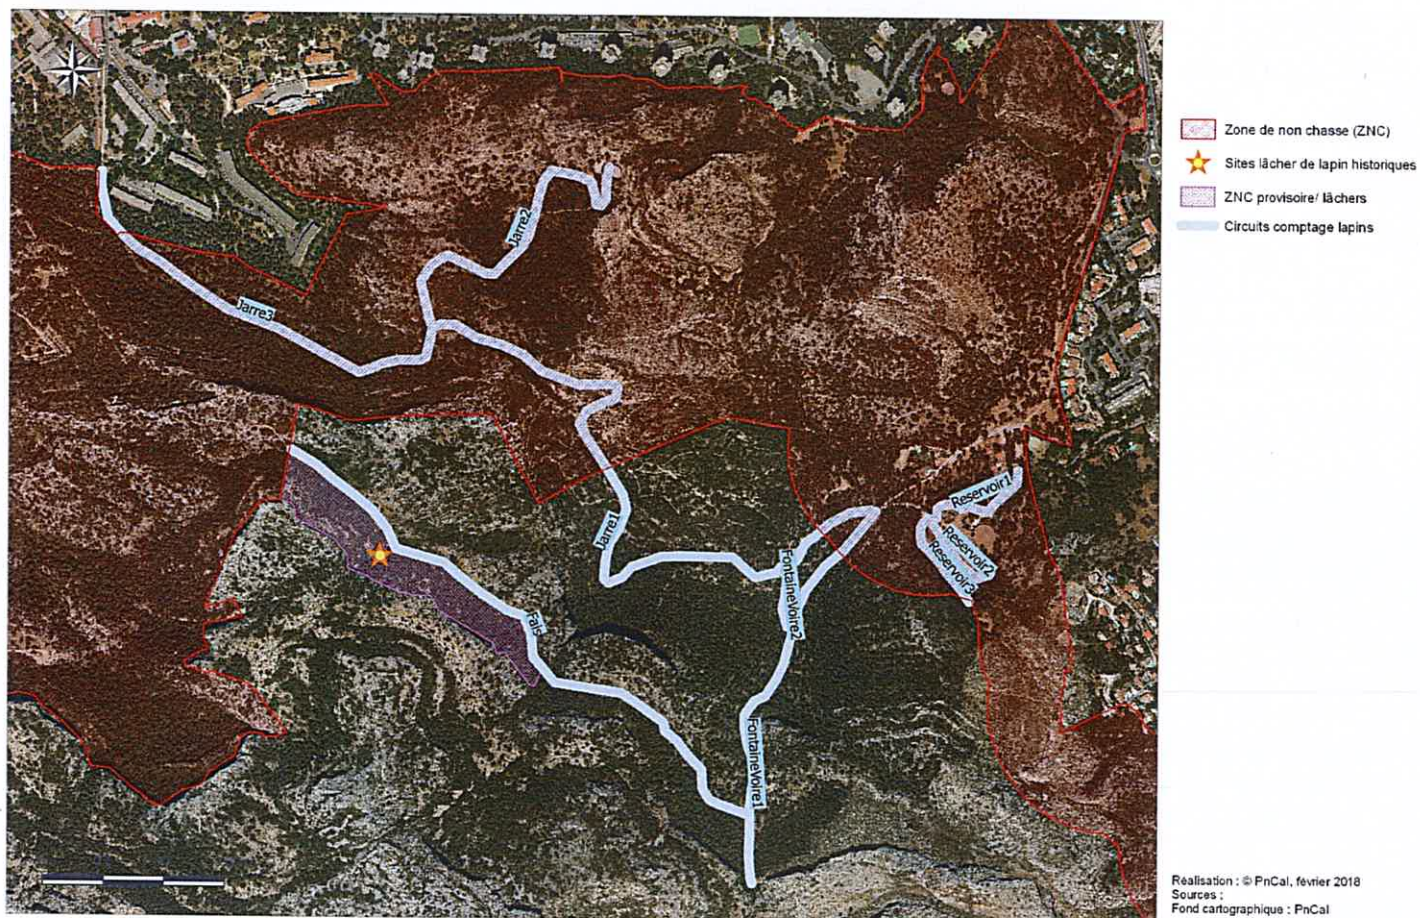 Zone de non chasse (ZNC)
Sites lâcher de lapin historiques
ZNC provisoire/ lâchers
Circuits comptage lapins
Jarre2
Jarre3
Reservoir1
Jarre1
Reservoir2
Reservoir3
FontaineVoire2
Fais
FontaineVoire1
Réalisation : © PnCal, février 2018
Sources :
Fond cartographique : PnCal